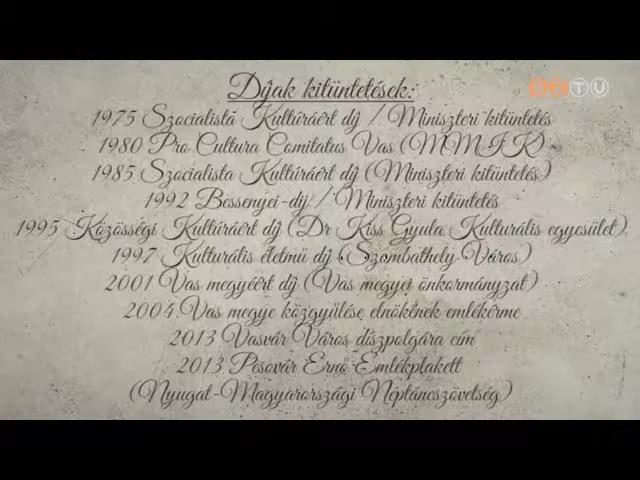 Díjak kitüntetések:
1975 Szocialista Kultúráért díj / Miniszteri kitüntetés
1980 Pro Cultura Comitatus Vas (MMIK)
1985 Szocialista Kultúráért díj (Miniszteri kitüntetés)
1992 Bessenyei-díj / Miniszteri kitüntetés
1995 Közösségi Kultúráért díj (Dr Kiss Gyula Kulturális egyesület)
1997 Kulturális életmű díj (Szombathely Város)
2001 Vas megyéért díj (Vas megyei önkormányzat)
2004 Vas megye közgyűlése elnökének emlékérme
2013 Vasvár Város díszpolgára cím
2013 Pesovár Ernő Emlékplakett
(Nyugat-Magyarországi Néptáncszövetség)